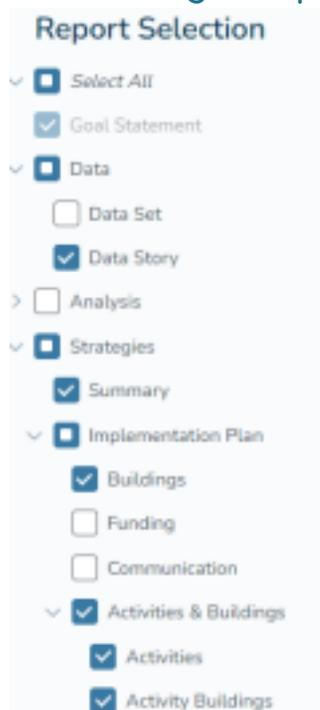 Report Selection
Select All
Goal Statement
Data
Data Set
Data Story
Analysis
Strategies
Summary
Implementation Plan
Buildings
Funding
Communication
Activities & Buildings
Activities
Activity Buildings